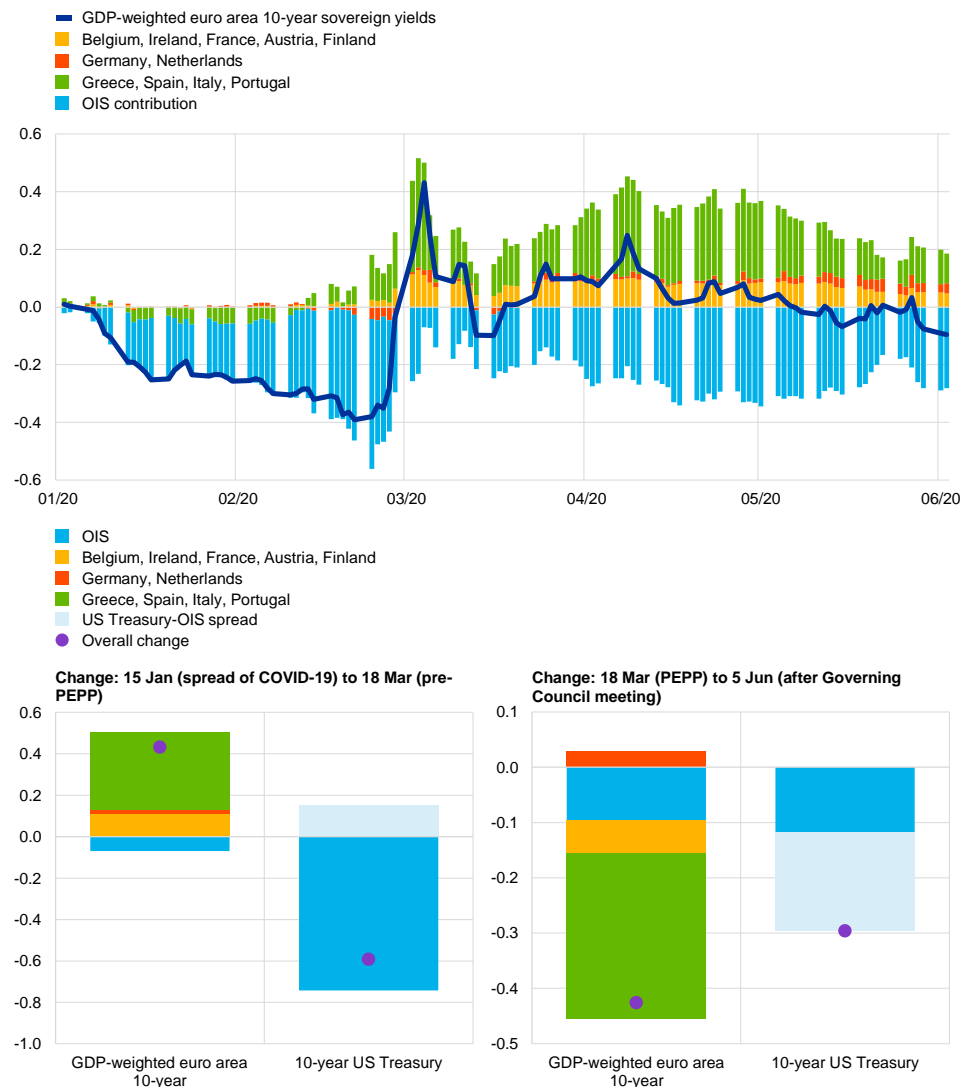 GDP-weighted euro area 10-year sovereign yields
Belgium, Ireland, France, Austria, Finland
Germany, Netherlands
Greece, Spain, Italy, Portugal
OIS contribution
0.6
0.4
0.2
0.0
-0.2
-0.4
-0.6
01/20 02/20 03/20 04/20 05/20 06/20
OIS
Belgium, Ireland, France, Austria, Finland
Germany, Netherlands
Greece, Spain, Italy, Portugal
US Treasury-OIS spread
Overall change
Change: 15 Jan (spread of COVID-19) to 18 Mar (pre-
PEPP)
0.6
0.4
0.2
0.0
-0.2
-0.4
-0.6
-0.8
-1.0
GDP-weighted euro area 10-year US Treasury
10-year
Change: 18 Mar (PEPP) to 5 Jun (after Governing
Council meeting)
0.1
0.0
-0.1
-0.2
-0.3
-0.4
-0.5
GDP-weighted euro area 10-year US Treasury
10-year